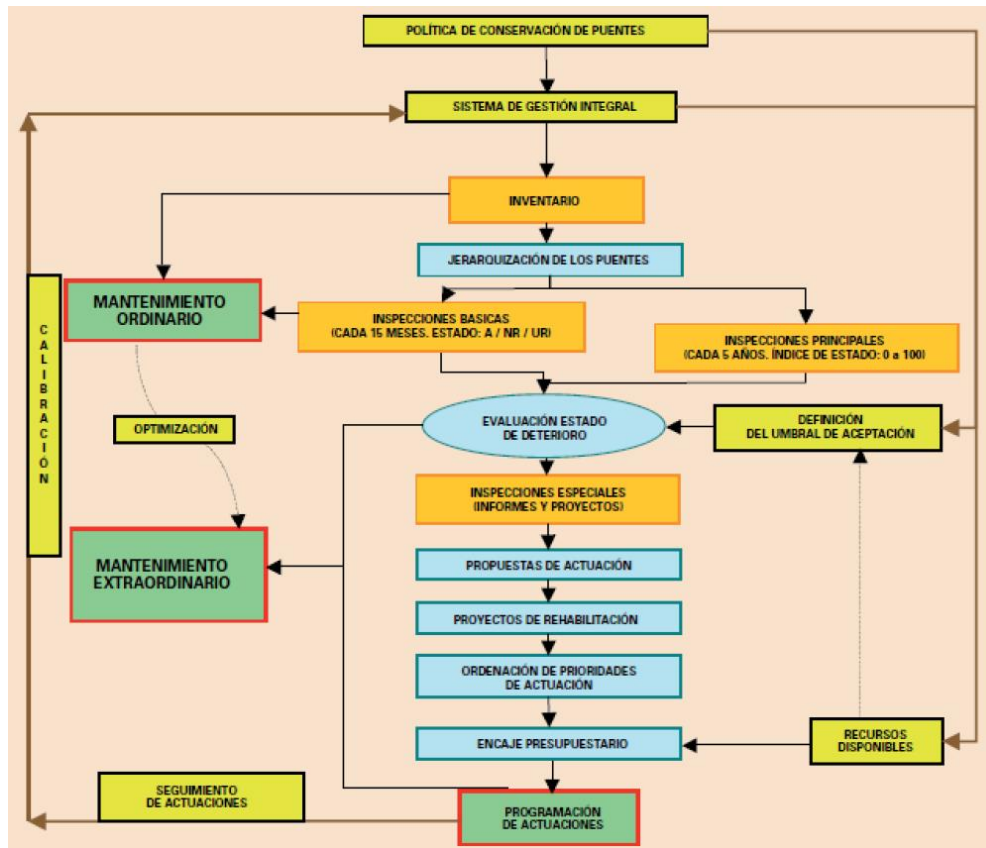 POLÍTICA DE CONSERVACIÓN DE PUENTES
SISTEMA DE GESTIÓN INTEGRAL
INVENTARIO
JERARQUIZACIÓN DE LOS PUENTES
MANTENIMIENTO
ORDINARIO
INSPECCIONES BASICAS
(CADA 15 MESES. ESTADO: A / NR / UR)
INSPECCIONES PRINCIPALES
(CADA 5 AÑOS. ÍNDICE DE ESTADO: 0 a 100)
CALIBRACIÓN
OPTIMIZACIÓN
EVALUACIÓN ESTADO
DE DETERIORO
DEFINICIÓN
DEL UMBRAL DE ACEPTACIÓN
INSPECCIONES ESPECIALES
(INFORMES Y PROYECTOS)
MANTENIMIENTO
EXTRAORDINARIO
PROPUESTAS DE ACTUACIÓN
PROYECTOS DE REHABILITACIÓN
ORDENACIÓN DE PRIORIDADES
DE ACTUACIÓN
ENCAJE PRESUPUESTARIO
RECURSOS
DISPONIBLES
SEGUIMIENTO
DE ACTUACIONES
PROGRAMACIÓN
DE ACTUACIONES